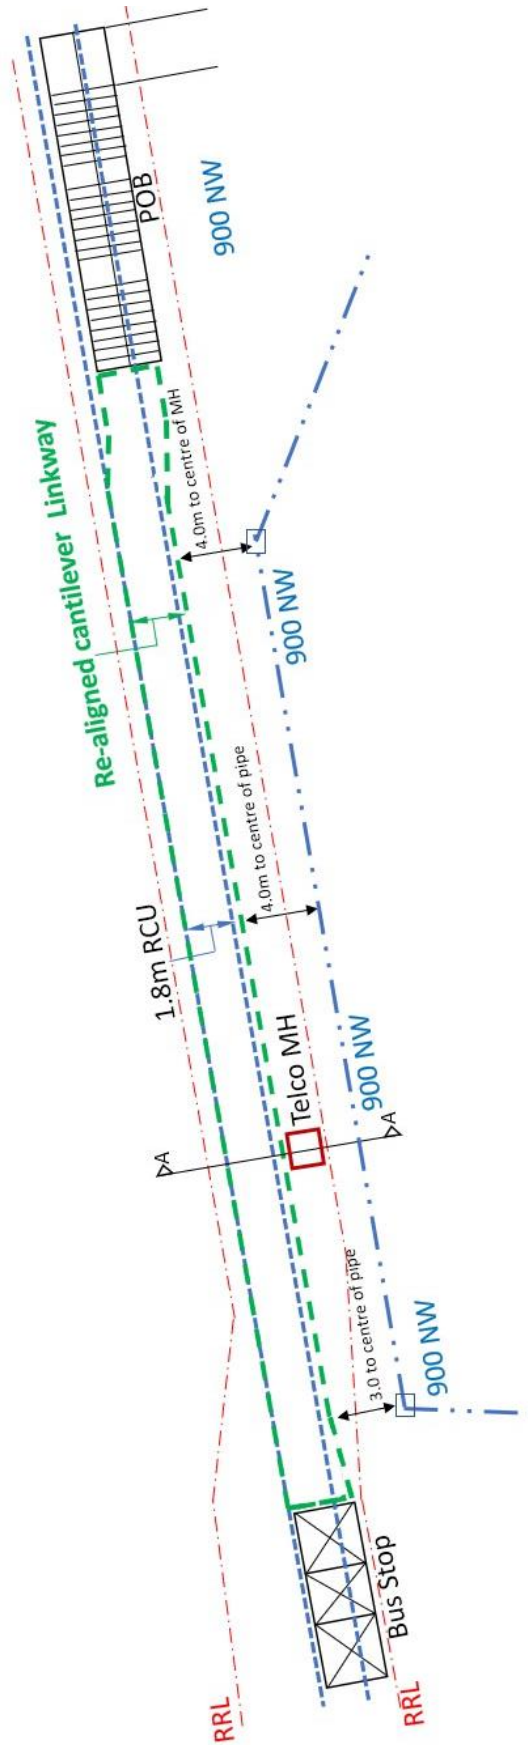 POB
900 NW
Re-aligned cantilever Linkway
4.0m to centre of MH
900 NW
4.0m to centre of pipe
1.8m RCU
Telco MH
A
A
900 NW
3.0 to centre of pipe
900 NW
Bus Stop
RRL
RRL